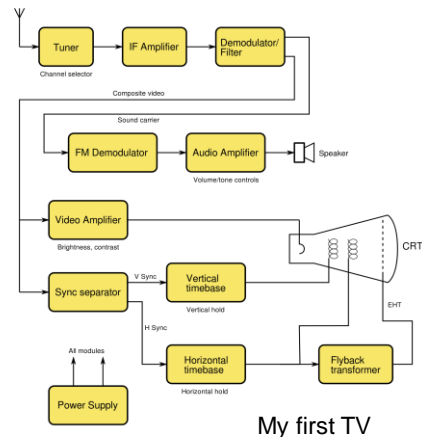 Tuner
IF Amplifier
Demodulator/
Filter
Channel selector
Composite video
Sound carrier
FM Demodulator
Audio Amplifier
Speaker
Volume/tone controls
Video Amplifier
Brightness, contrast
CRT
Sync separator
V Sync
Vertical
timebase
Vertical hold
EHT
H Sync
All modules
Horizontal
timebase
Flyback
transformer
Horizontal hold
Power Supply
My first TV